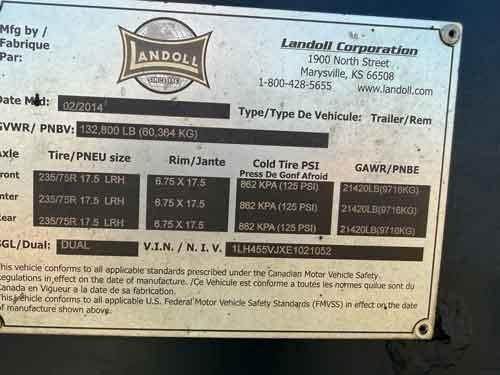 Mfg by /
Fabrique
Par:
LANDOLL
Landoll Corporation
1900 North Street
Marysville, KS 66508
1-800-428-5655 www.landoll.com
Date Mfd: 02/2014 Type/Type De Vehicule: Trailer/Rem
GVWR/ PNBV: 132,800 LB (60,364 KG)
Axle Tire/PNEU size Rim/Jante Cold Tire PSI GAWR/PNBE
Press De Gonf Afroid
Front 235/75R 17.5 LRH 6.75 X 17.5 862 KPA (125 PSI) 21420LB(9716KG)
Inter 235/75R 17.5 LRH 6.75 X 17.5 862 KPA (125 PSI) 21420LB(9716KG)
Rear 235/75R 17.5 LRH 6.75 X 17.5 862 KPA (125 PSI) 21420LB(9716KG)
SGL/Dual: DUAL V.I.N. / N. I. V. 1LH455VJXE1021052
This vehicle conforms to all applicable standards prescribed under the Canadian Motor Vehicle Safety
Regulations in effect on the date of manufacture. /Ce Vehicule est conforme a toutes les normes quilue sont du
Canada en Vigueur a la date de sa fabrication.
This vehicle conforms to all applicable U.S. Federal Motor Vehicle Safety Standards (FMVSS) in effect on the date
of manufacture shown above.